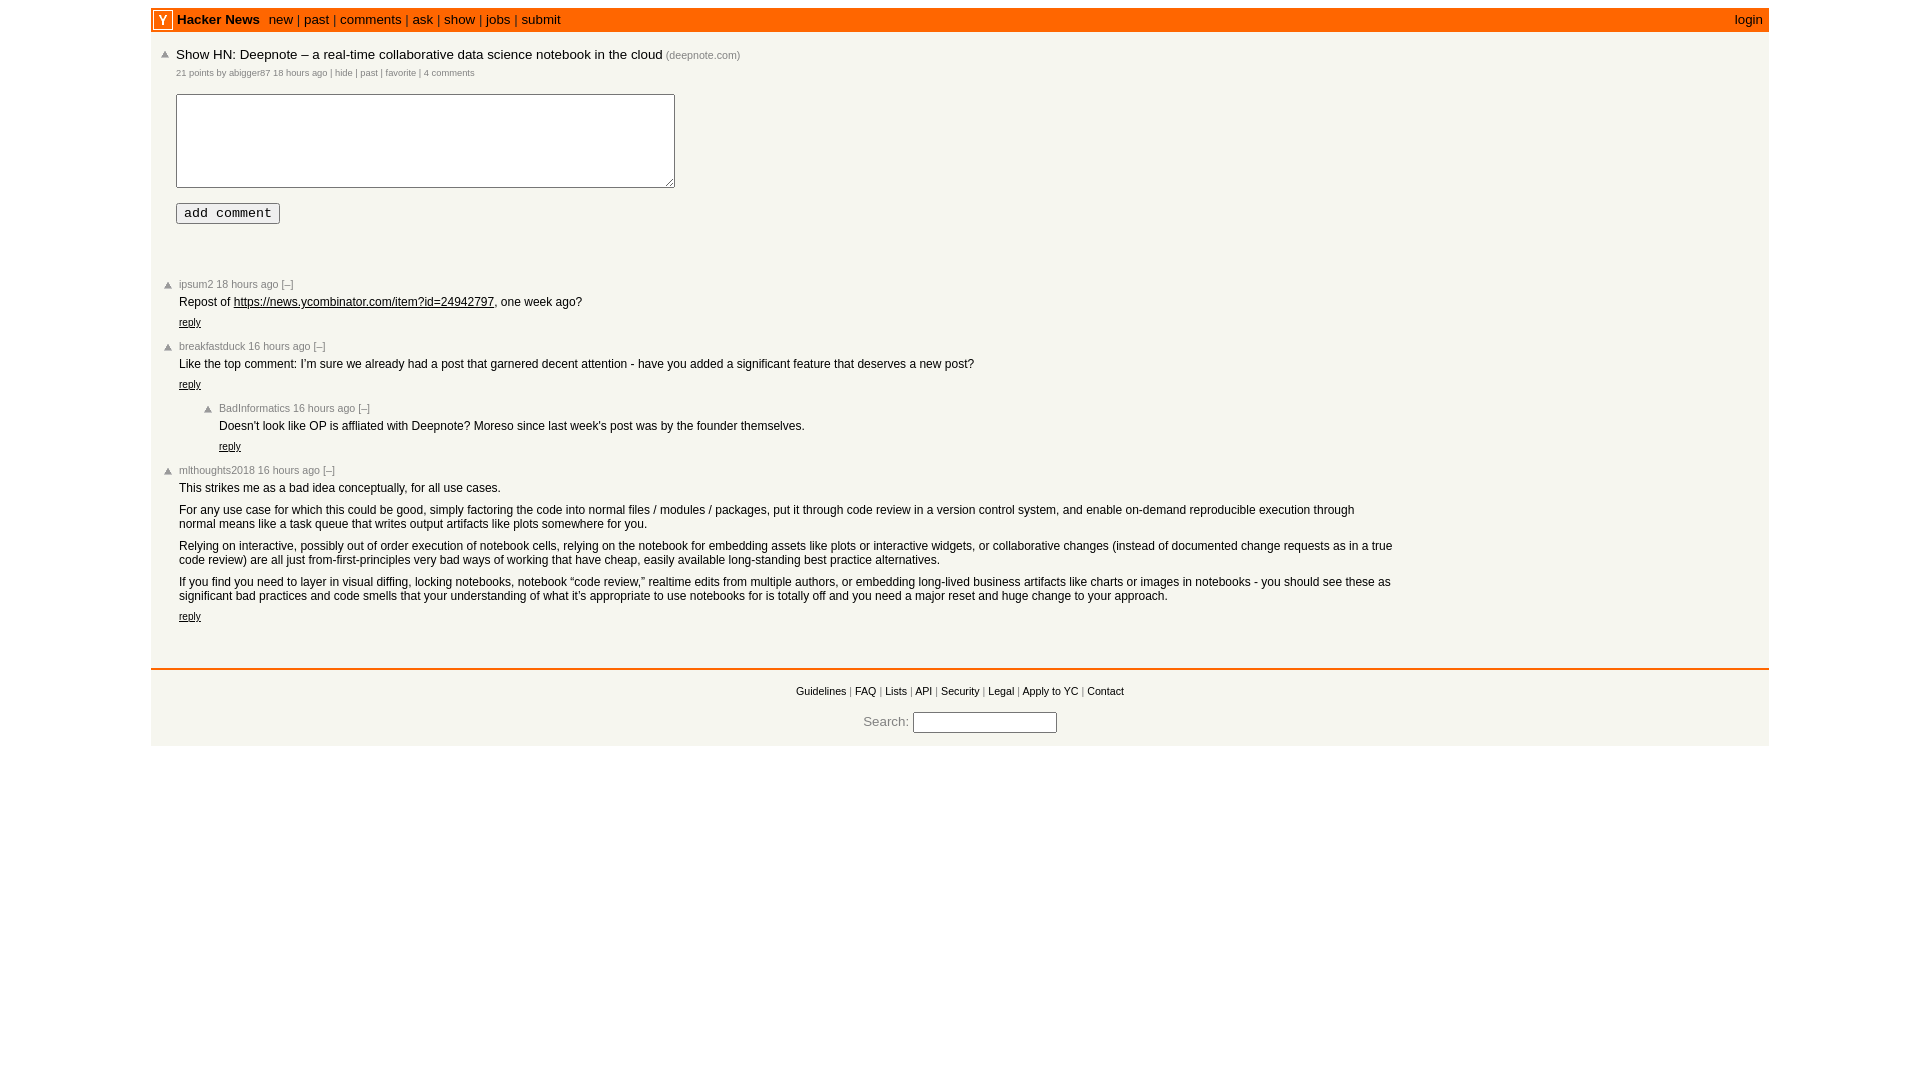 Y Hacker News new | past | comments | ask | show | jobs | submit login
Show HN: Deepnote – a real-time collaborative data science notebook in the cloud (deepnote.com)
21 points by abigger87 18 hours ago | hide | past | favorite | 4 comments
add comment
ipsum2 18 hours ago [–]
Repost of https://news.ycombinator.com/item?id=24942797, one week ago?
reply
breakfastduck 16 hours ago [–]
Like the top comment: I’m sure we already had a post that garnered decent attention - have you added a significant feature that deserves a new post?
reply
BadInformatics 16 hours ago [–]
Doesn't look like OP is affliated with Deepnote? Moreso since last week's post was by the founder themselves.
reply
mlthoughts2018 16 hours ago [–]
This strikes me as a bad idea conceptually, for all use cases.
For any use case for which this could be good, simply factoring the code into normal files / modules / packages, put it through code review in a version control system, and enable on-demand reproducible execution through
normal means like a task queue that writes output artifacts like plots somewhere for you.
Relying on interactive, possibly out of order execution of notebook cells, relying on the notebook for embedding assets like plots or interactive widgets, or collaborative changes (instead of documented change requests as in a true
code review) are all just from-first-principles very bad ways of working that have cheap, easily available long-standing best practice alternatives.
If you find you need to layer in visual diffing, locking notebooks, notebook “code review,” realtime edits from multiple authors, or embedding long-lived business artifacts like charts or images in notebooks - you should see these as
significant bad practices and code smells that your understanding of what it’s appropriate to use notebooks for is totally off and you need a major reset and huge change to your approach.
reply
Guidelines | FAQ | Lists | API | Security | Legal | Apply to YC | Contact
Search: